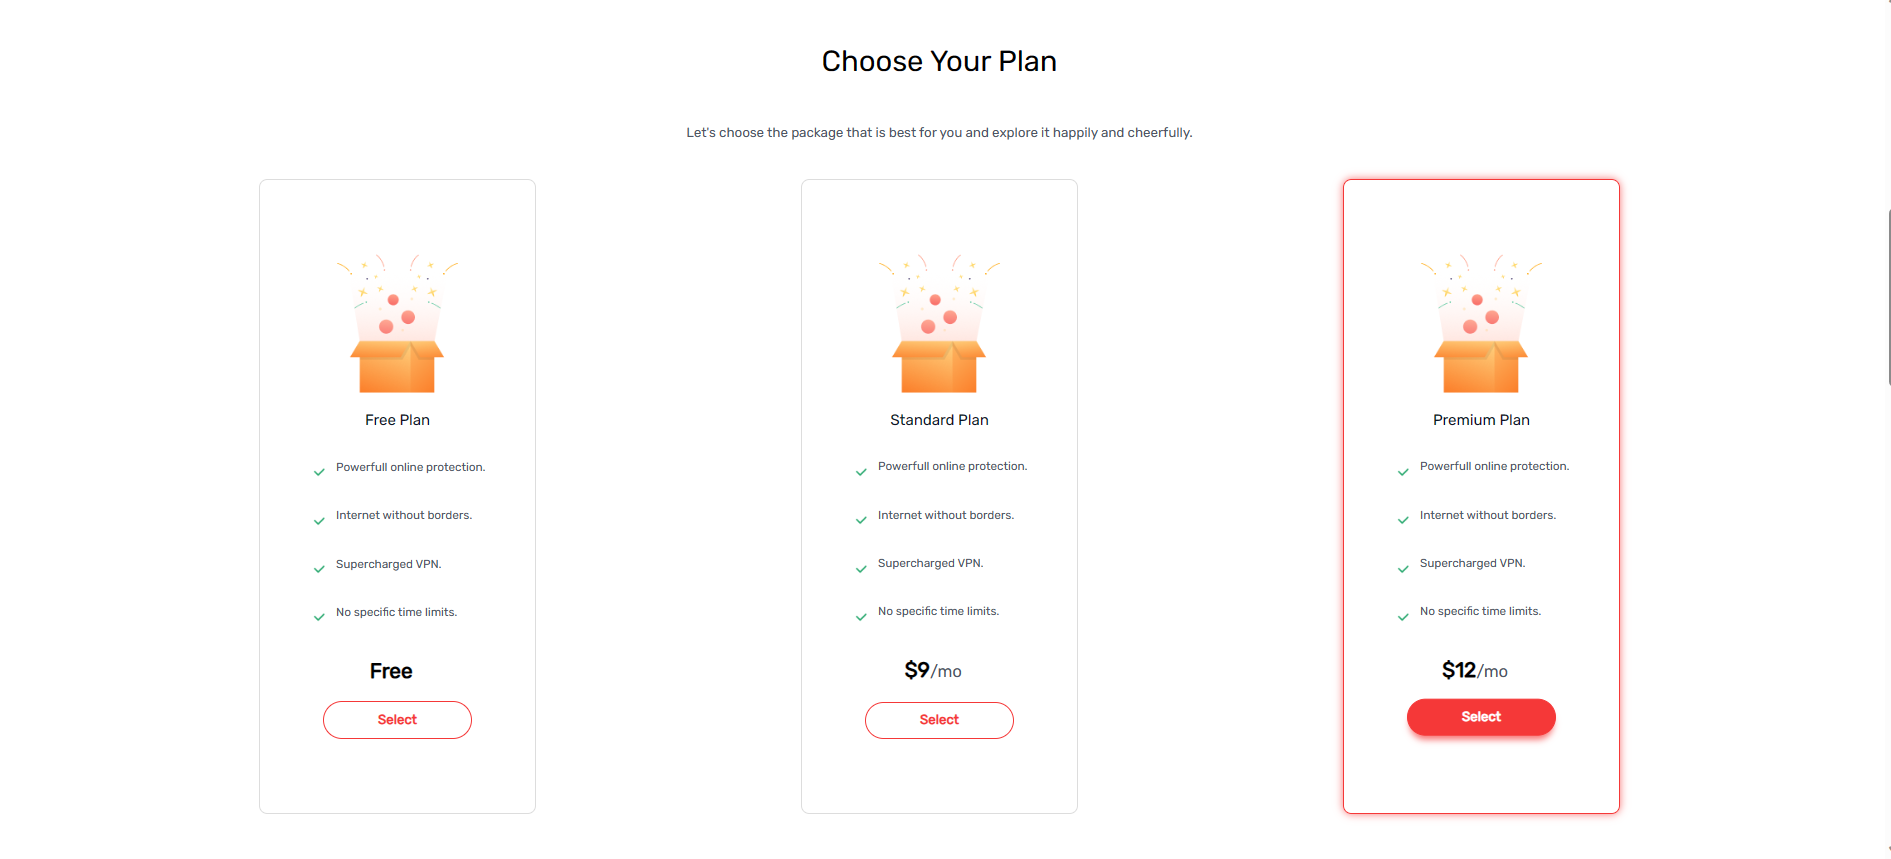 Choose Your Plan
Let's choose the package that is best for you and explore it happily and cheerfully.
Free Plan
Powerfull online protection.
Internet without borders.
Supercharged VPN.
No specific time limits.
Free
Select
Standard Plan
Powerfull online protection.
Internet without borders.
Supercharged VPN.
No specific time limits.
$9/mo
Select
Premium Plan
Powerfull online protection.
Internet without borders.
Supercharged VPN.
No specific time limits.
$12/mo
Select